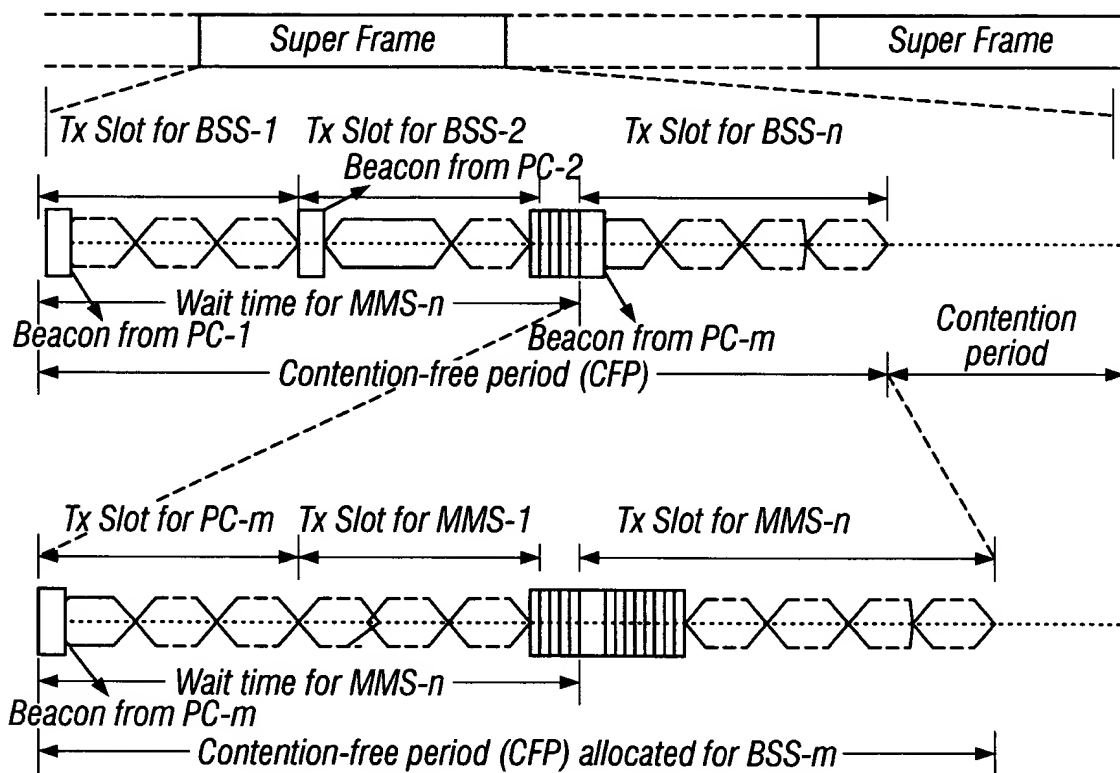 Super Frame
Super Frame
Tx Slot for BSS-1
Tx Slot for BSS-2
Tx Slot for BSS-n
Beacon from PC-2
Wait time for MMS-n
Beacon from PC-1
Beacon from PC-m
Contention
period
Contention-free period (CFP)
Tx Slot for PC-m
Tx Slot for MMS-1
Tx Slot for MMS-n
Wait time for MMS-n
Beacon from PC-m
Contention-free period (CFP) allocated for BSS-m